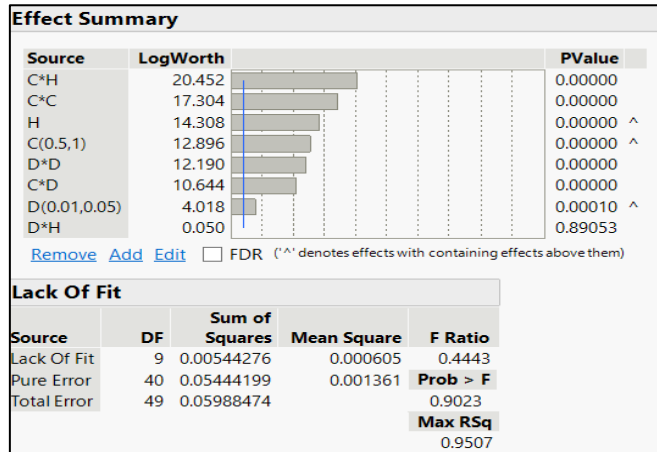 Effect Summary
Source LogWorth PValue
C*H 20.452 0.00000
C*C 17.304 0.00000
H 14.308 0.00000 ^
C(0.5,1) 12.896 0.00000 ^
D*D 12.190 0.00000
C*D 10.644 0.00000
D(0.01,0.05) 4.018 0.00010 ^
D*H 0.050 0.89053
Remove Add Edit FDR ('^' denotes effects with containing effects above them)
Lack Of Fit
Source DF Sum of Squares Mean Square F Ratio
Lack Of Fit 9 0.00544276 0.000605 0.4443
Pure Error 40 0.05444199 0.001361 Prob > F
Total Error 49 0.05988474 0.9023
Max RSq
0.9507